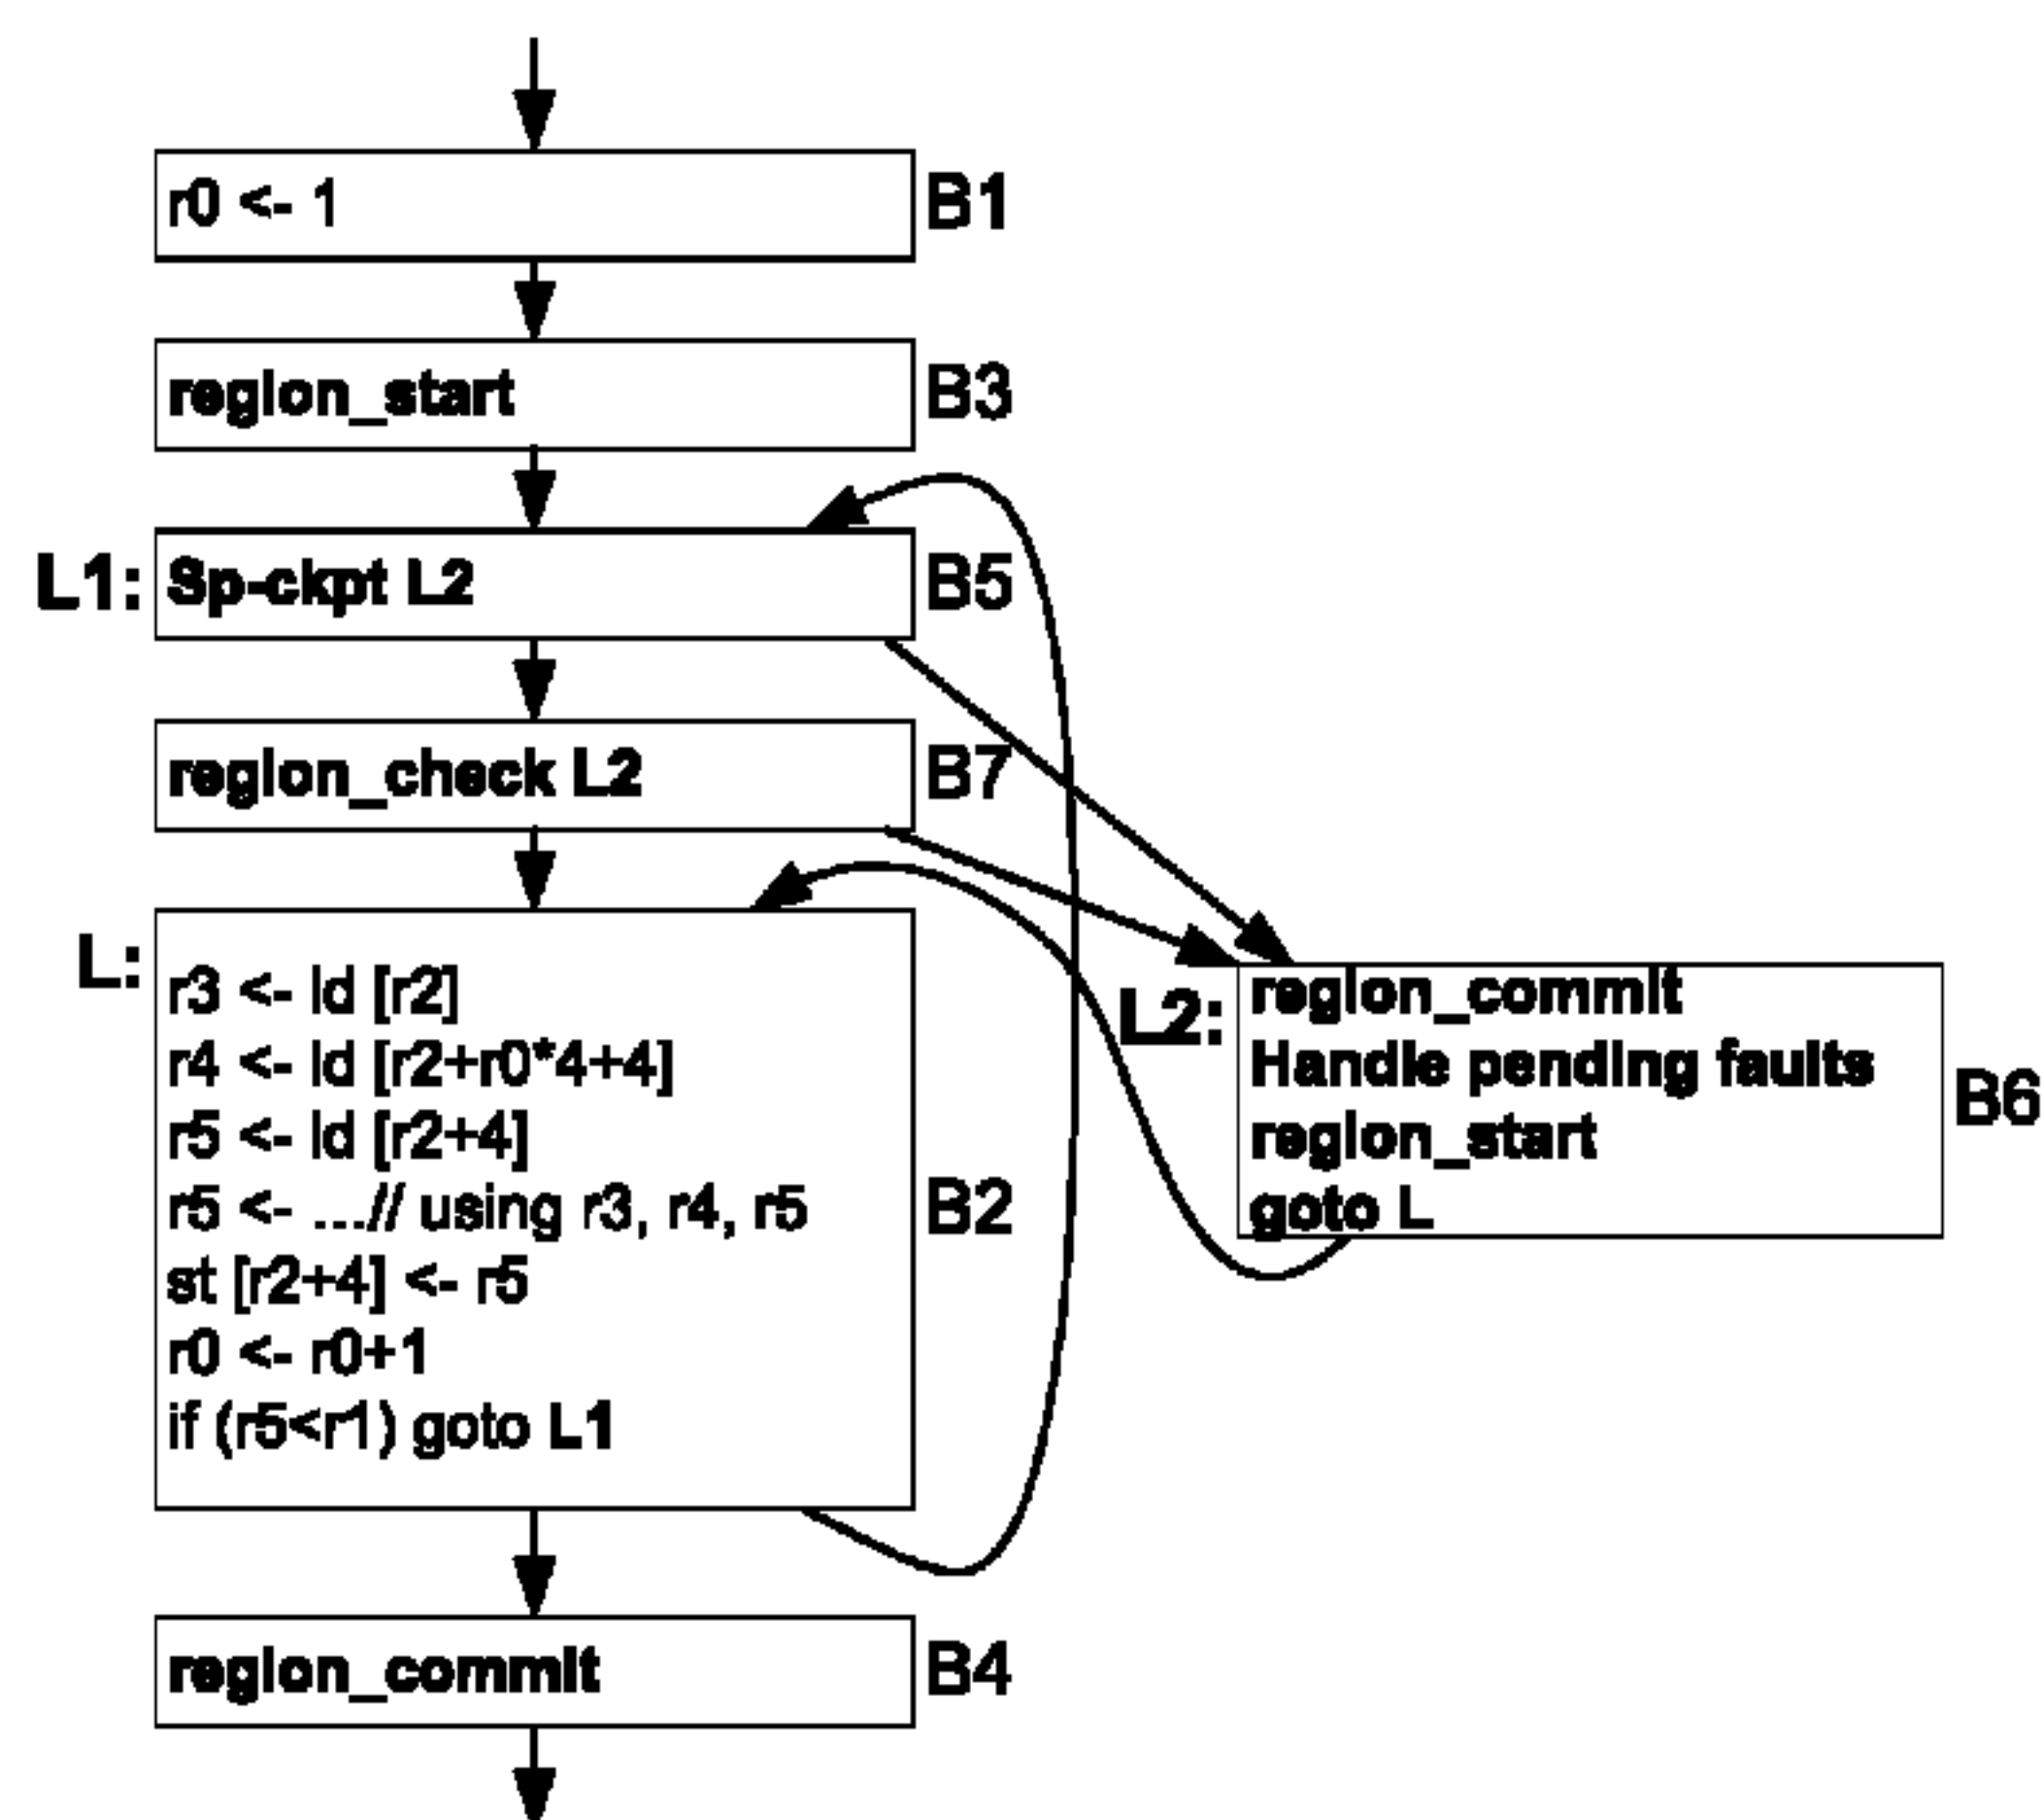 r0 <- 1
B1
region_start
B3
L1:
Sp-ckpt L2
B5
region_check L2
B7
L:
r3 <- ld [r2]
r4 <- ld [r2+r0*4+4]
r5 <- ld [r2+4]
r5 <- ...// using r3, r4, r5
st [r2+4] <- r5
r0 <- r0+1
if (r5<r1) goto L1
B2
L2:
region_commit
Handle pending faults
region_start
goto L
B6
region_commit
B4